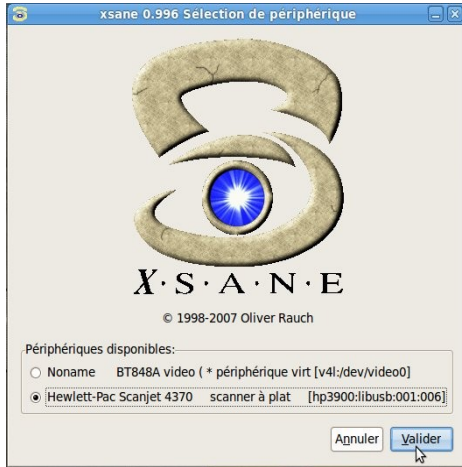 xsane 0.996 Sélection de périphérique
X·S·A·N·E
© 1998-2007 Oliver Rauch
Périphériques disponibles:
Noname BT848A video ( * périphérique virt [v4l:/dev/video0]
Hewlett-Pac Scanjet 4370 scanner à plat [hp3900:libusb:001:006]
Annuler Valider